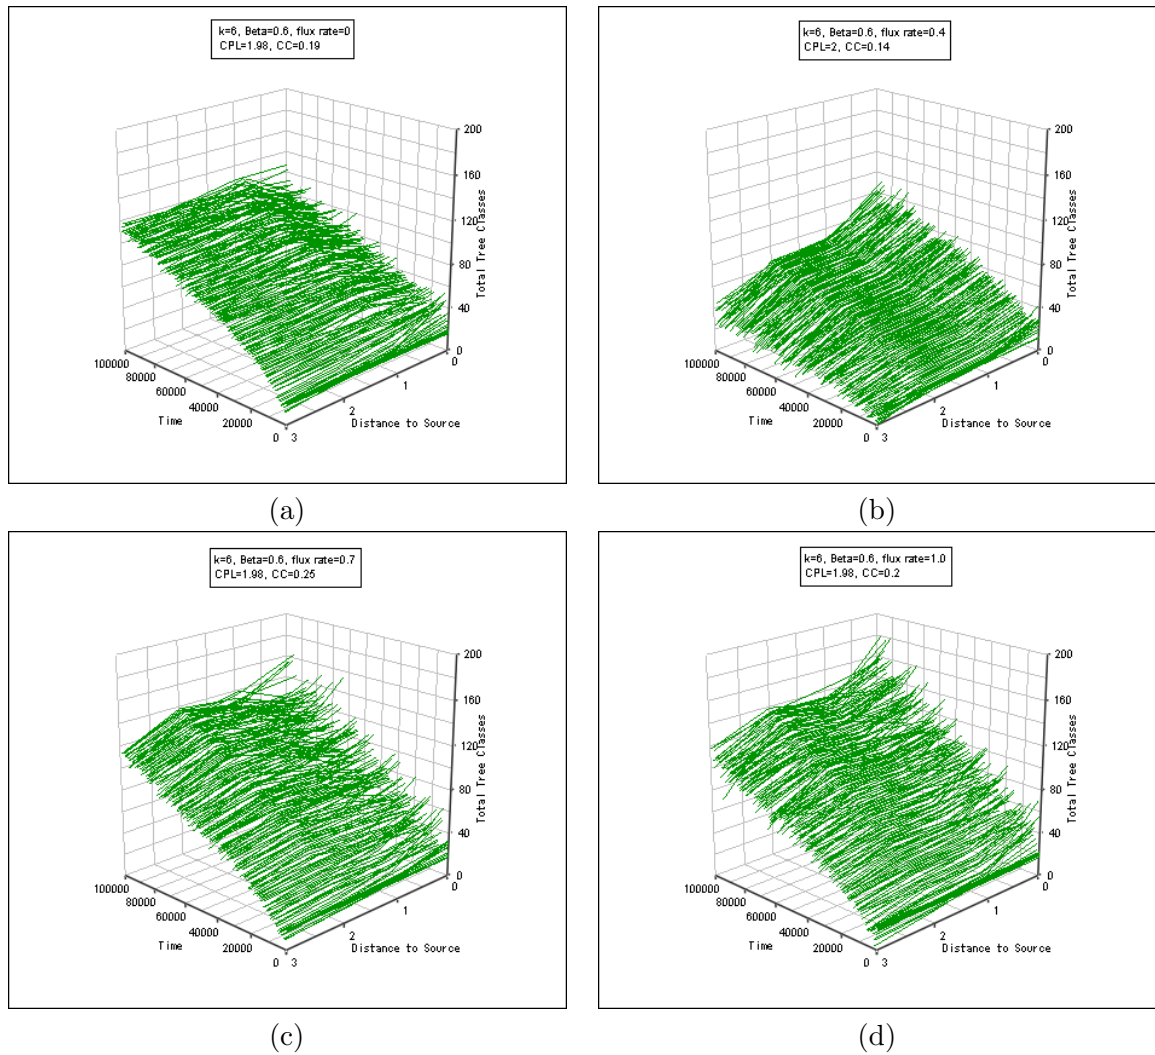 k=6, Beta=0.6, flux rate=0
CPL=1.98, CC=0.19
200
160
120
80
40
0
Total Tree Classes
100000
80000
60000
40000
20000
0
Time
3
2
1
0
Distance to Source
(a)
k=6, Beta=0.6, flux rate=0.4
CPL=2, CC=0.14
200
160
120
80
40
0
Total Tree Classes
100000
80000
60000
40000
20000
0
Time
3
2
1
0
Distance to Source
(b)
k=6, Beta=0.6, flux rate=0.7
CPL=1.98, CC=0.25
200
160
120
80
40
0
Total Tree Classes
100000
80000
60000
40000
20000
0
Time
3
2
1
0
Distance to Source
(c)
k=6, Beta=0.6, flux rate=1.0
CPL=1.98, CC=0.2
200
160
120
80
40
0
Total Tree Classes
100000
80000
60000
40000
20000
0
Time
3
2
1
0
Distance to Source
(d)